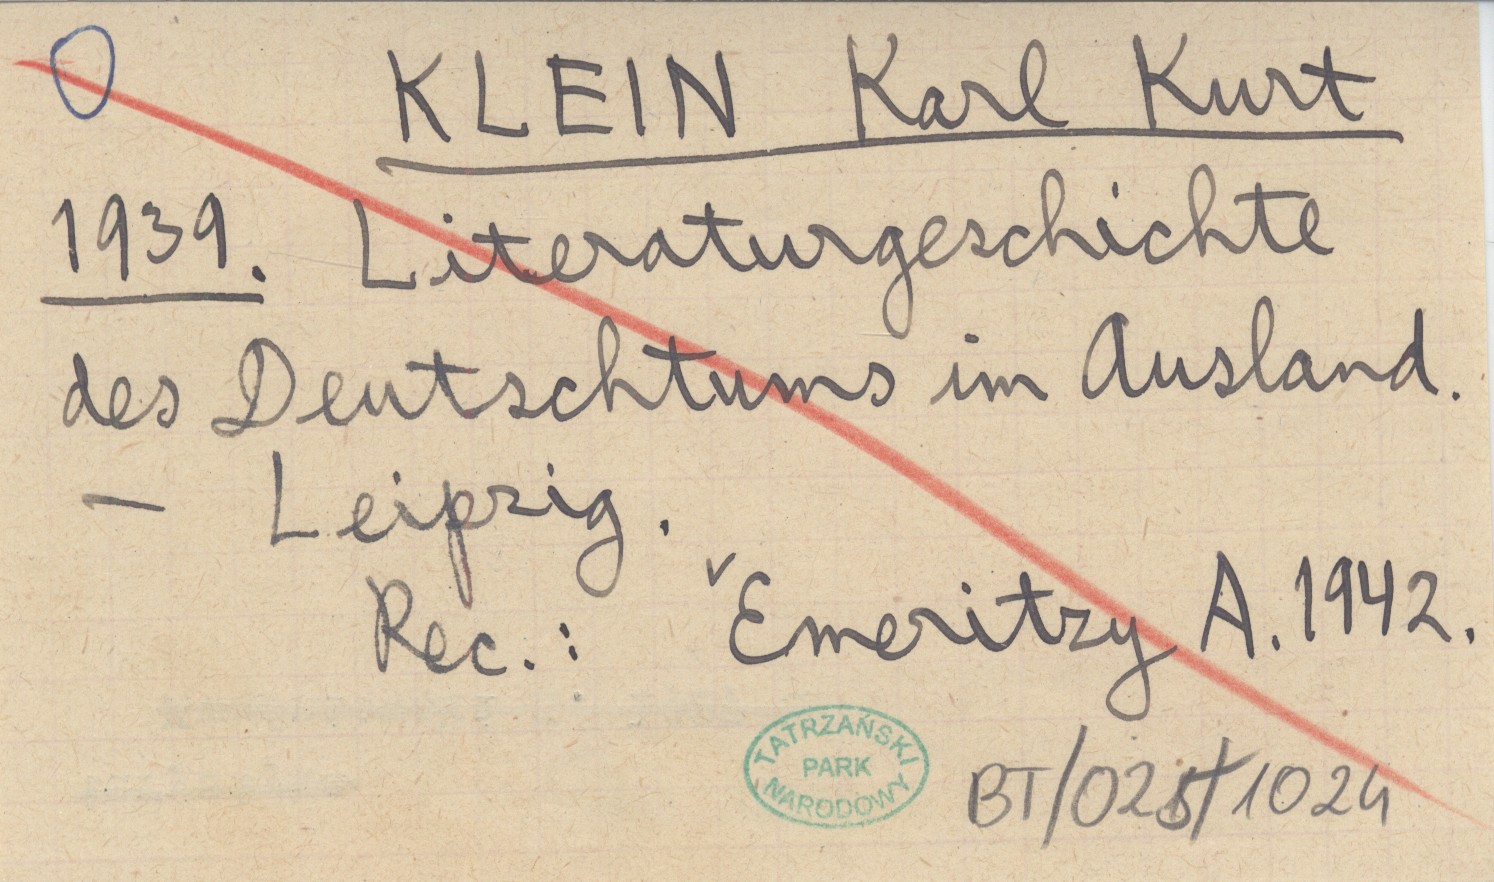 KLEIN Karl Kurt
1939. Literaturgeschichte
des Deutschtums im Ausland.
— Leipzig.
Rec.: Emeritzy A. 1942.
TATRZAŃSKI
PARK
NARODOWY
BT/025/1024